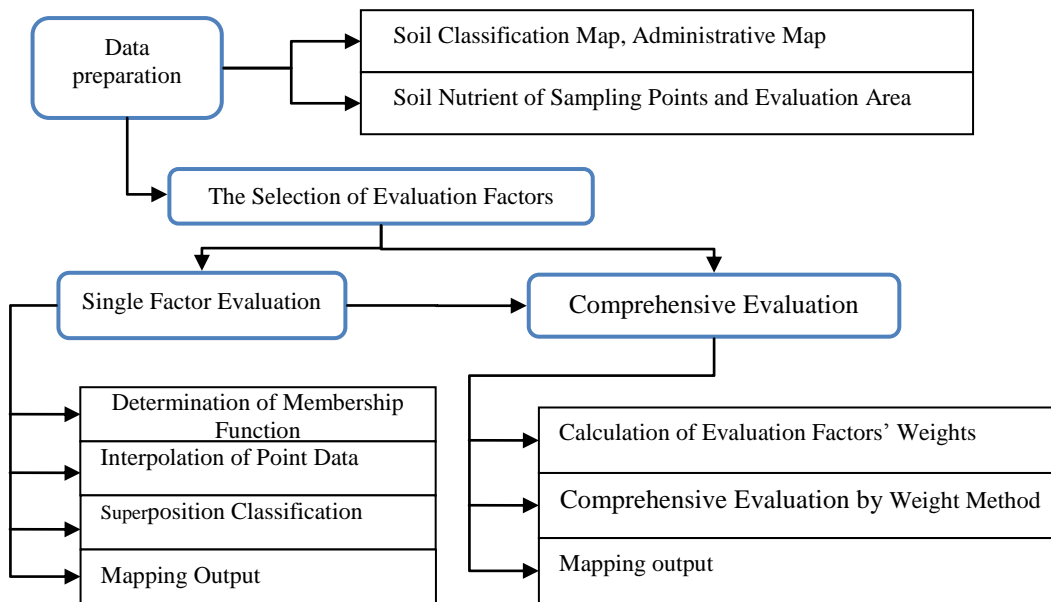 Data
preparation
Soil Classification Map, Administrative Map
Soil Nutrient of Sampling Points and Evaluation Area
The Selection of Evaluation Factors
Single Factor Evaluation
Comprehensive Evaluation
Determination of Membership
Function
Interpolation of Point Data
Superposition Classification
Mapping Output
Calculation of Evaluation Factors’ Weights
Comprehensive Evaluation by Weight Method
Mapping output